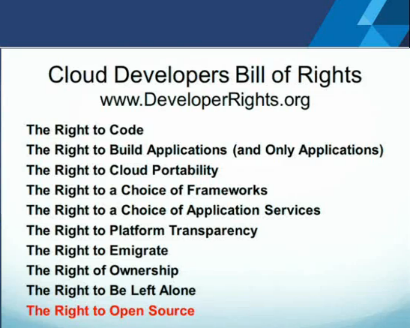 Cloud Developers Bill of Rights
www.DeveloperRights.org
The Right to Code
The Right to Build Applications (and Only Applications)
The Right to Cloud Portability
The Right to a Choice of Frameworks
The Right to a Choice of Application Services
The Right to Platform Transparency
The Right to Emigrate
The Right of Ownership
The Right to Be Left Alone
The Right to Open Source